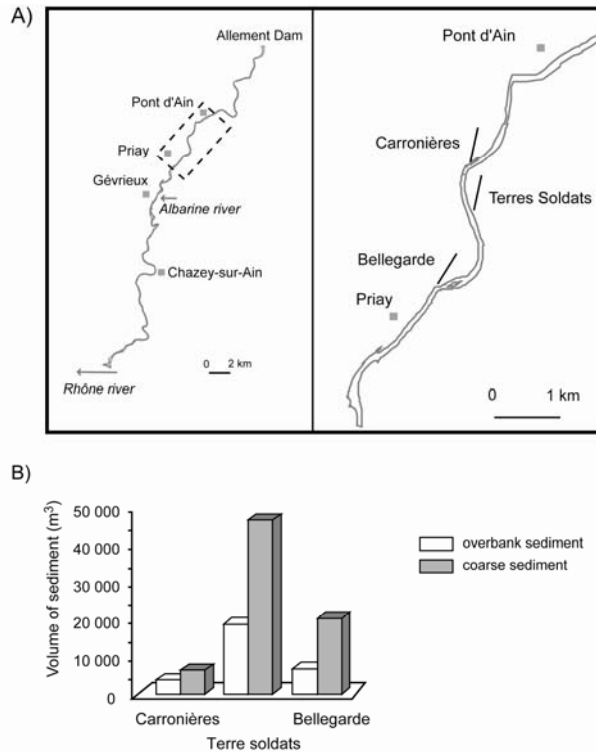 A)
Allement Dam
Pont d'Ain
Priay
Gévrieux
Albarine river
Chazey-sur-Ain
0 2 km
Rhône river
Pont d'Ain
Carronières
Terres Soldats
Bellegarde
Priay
0 1 km
B)
Volume of sediment (m³)
50 000
40 000
30 000
20 000
10 000
0
overbank sediment
coarse sediment
Carronières
Bellegarde
Terre soldats